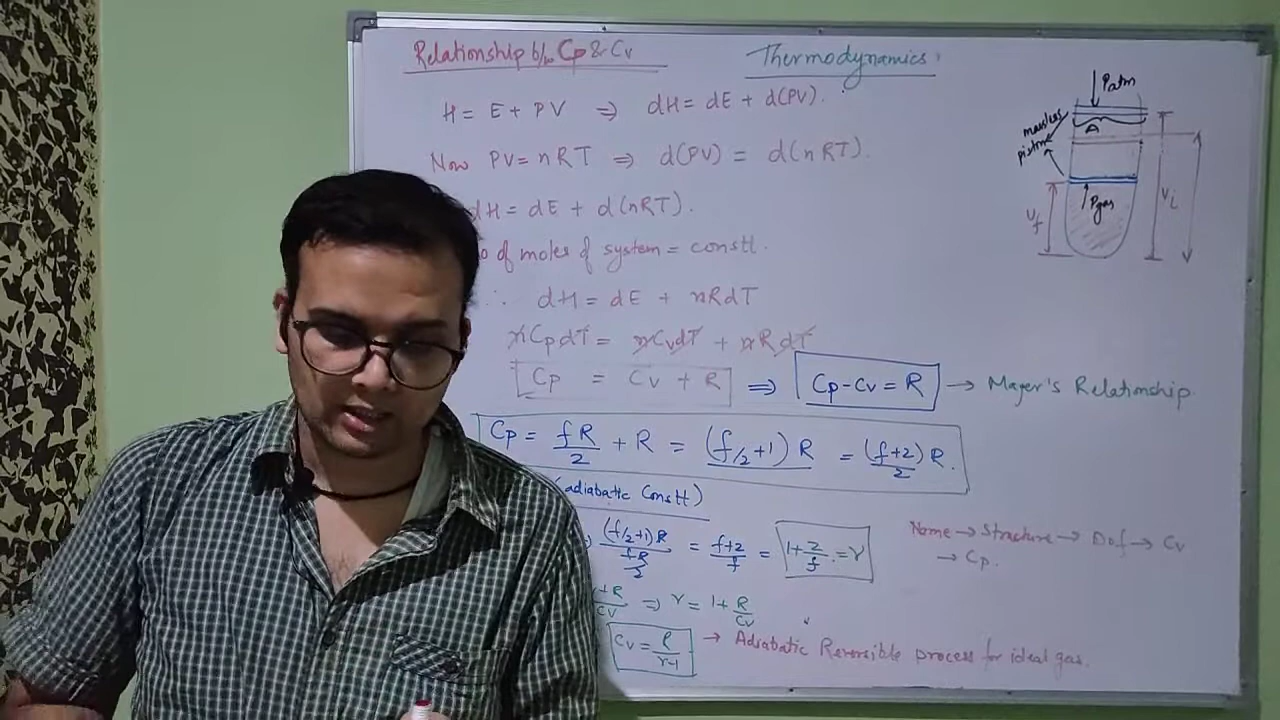 Relationship b/w Cp & Cv
Thermodynamics
H = E + PV ⇒ dH = dE + d(PV).
Now PV = nRT ⇒ d(PV) = d(nRT).
dH = dE + d(nRT).
of moles of system = constt.
∴ dH = dE + nRdT
nCpdT = nCvdT + nRdT
Cp = Cv + R ⇒ Cp - Cv = R → Mayer's Relationship
Cp = fR/2 + R = (f/2+1) R = (f+2)/2 R.
(adiabatic Constt)
(f/2+1)R / fR/2 = f+2/f = 1+2/f = γ
+R/Cv ⇒ γ = 1+ R/Cv
Cv = R/γ-1 → Adiabatic Reversible process for ideal gas.
Name → Structure → Dof → Cv
→ Cp.
Patm
massless
piston
A
Pgas
Vf
Vi